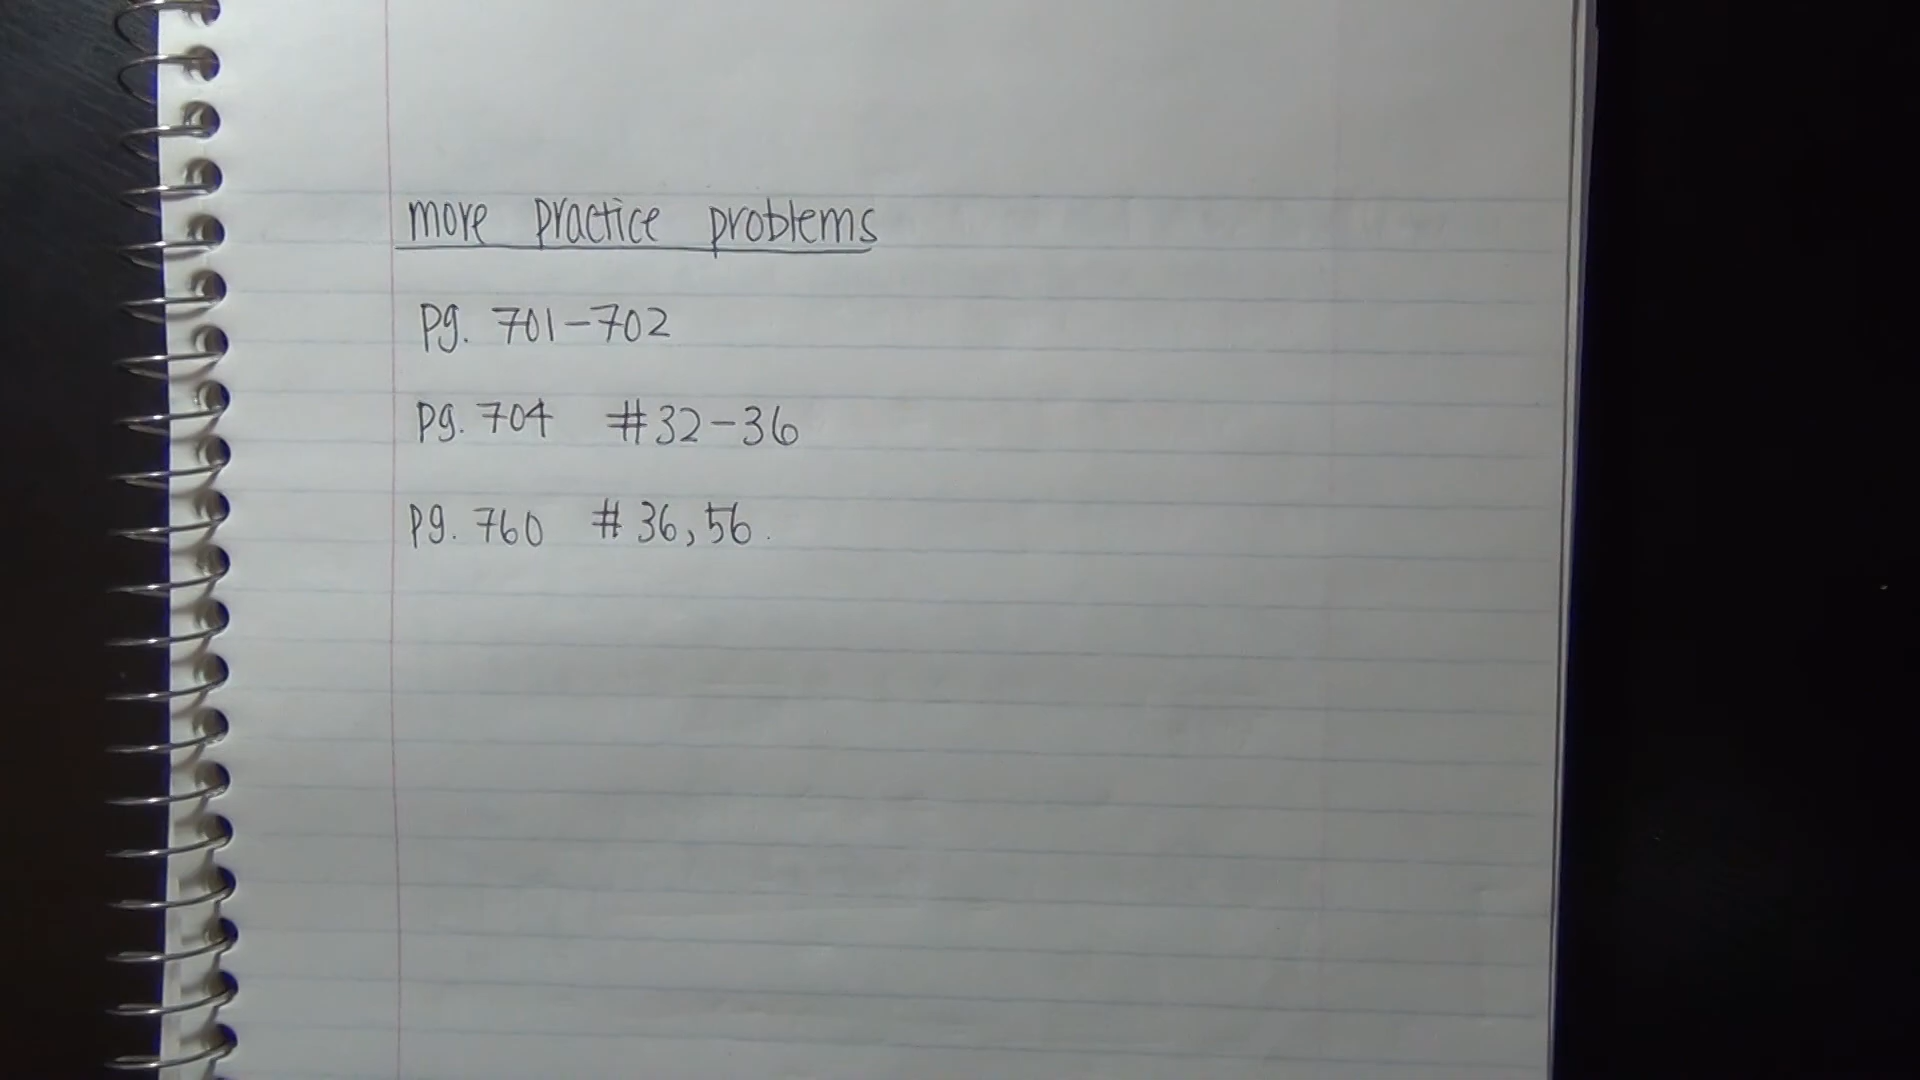 more practice problems
pg. 701-702
pg. 704 #32-36
pg. 760 #36,56.